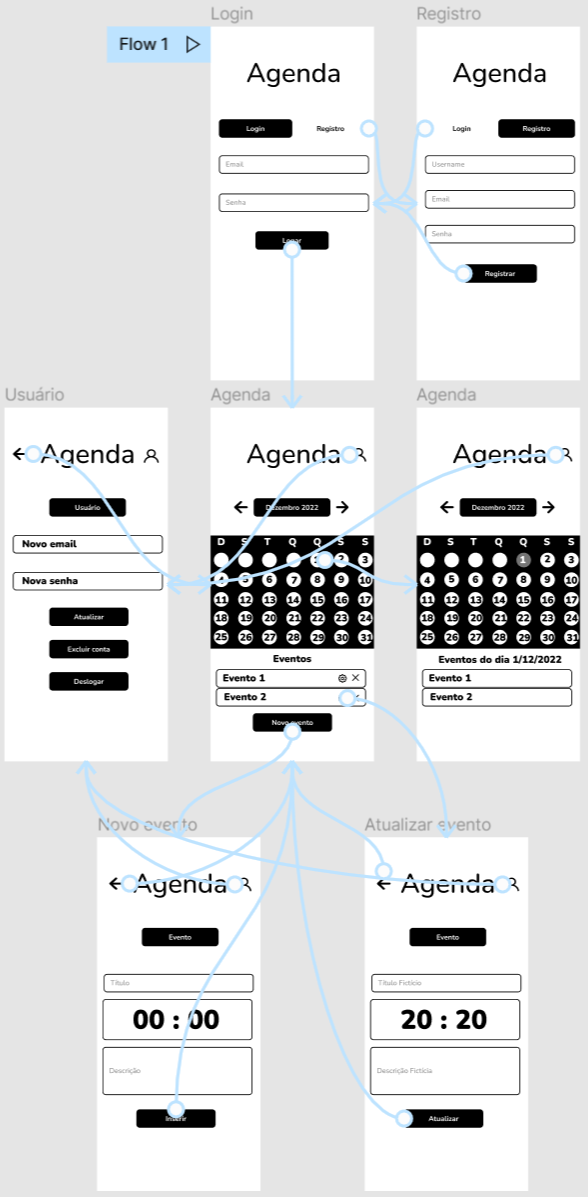 Login
Registro
Flow 1
Agenda
Agenda
Login
Registro
Login
Registro
Email
Username
Senha
Email
Senha
Logar
Registrar
Usuário
Agenda
Agenda
Agenda
Agenda
Agenda
Usuário
Dezembro 2022
Dezembro 2022
Novo email
Nova senha
Atualizar
Excluir conta
Deslogar
D S T Q Q S S
1 2 3
4 5 6 7 8 9 10
11 12 13 14 15 16 17
18 19 20 21 22 23 24
25 26 27 28 29 30 31
Eventos
Evento 1
Evento 2
Novo evento
D S T Q Q S S
1 2 3
4 5 6 7 8 9 10
11 12 13 14 15 16 17
18 19 20 21 22 23 24
25 26 27 28 29 30 31
Eventos do dia 1/12/2022
Evento 1
Evento 2
Novo evento
Agenda
Evento
Título
00 : 00
Descrição
Inserir
Atualizar evento
Agenda
Evento
Título Fictício
20 : 20
Descrição Fictícia
Atualizar